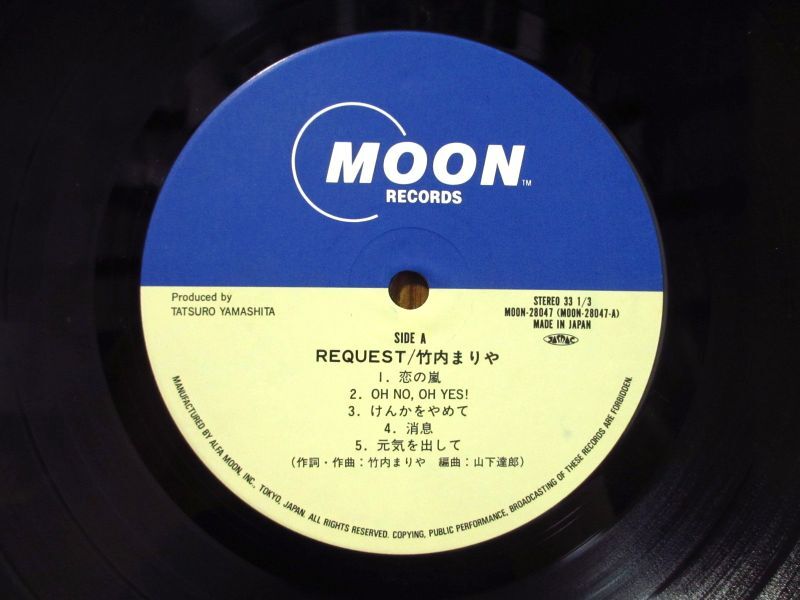 MOON™
RECORDS
Produced by
TATSURO YAMASHITA
STEREO 33 1/3
MOON-28047 (MOON-28047-A)
MADE IN JAPAN
JASRAC
SIDE A
REQUEST/竹内まりや
1. 恋の嵐
2. OH NO, OH YES!
3. けんかをやめて
4. 消息
5. 元気を出して
(作詞・作曲:竹内まりや 編曲:山下達郎)
MANUFACTURED BY ALFA MOON, INC., TOKYO, JAPAN. ALL RIGHTS RESERVED. COPYING, PUBLIC PERFORMANCE, BROADCASTING OF THESE RECORDS ARE FORBIDDEN.